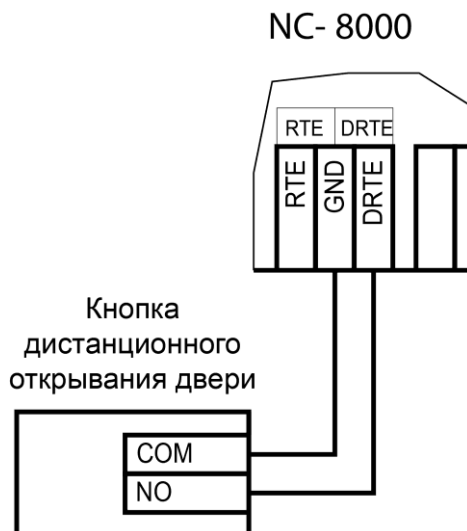 NC- 8000
RTE DRTE
RTE GND DRTE
Кнопка
дистанционного
открывания двери
COM
NO